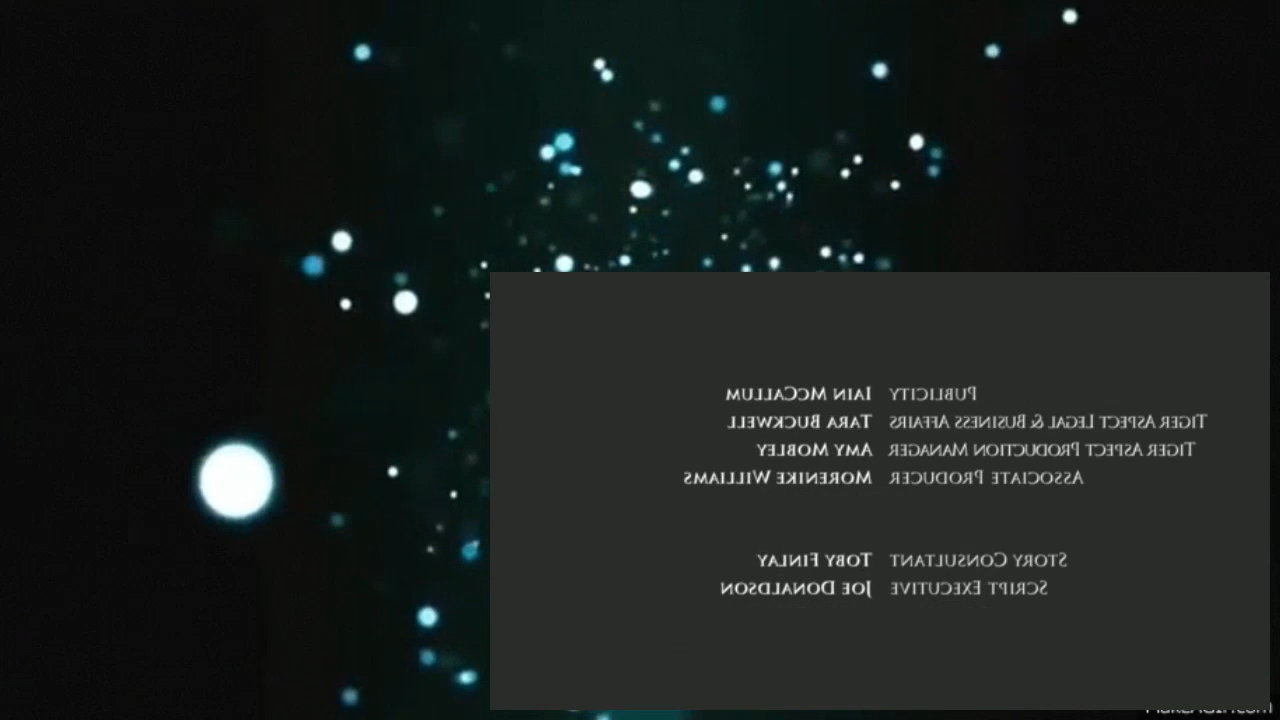 PUBLICITY IAIN MCCALLUM
TIGER ASPECT LEGAL & BUSINESS AFFAIRS TARA BUCKWELL
TIGER ASPECT PRODUCTION MANAGER AMY MOBLEY
ASSOCIATE PRODUCER MORENIKE WILLIAMS
STORY CONSULTANT TOBY FINLAY
SCRIPT EXECUTIVE JOE DONALDSON